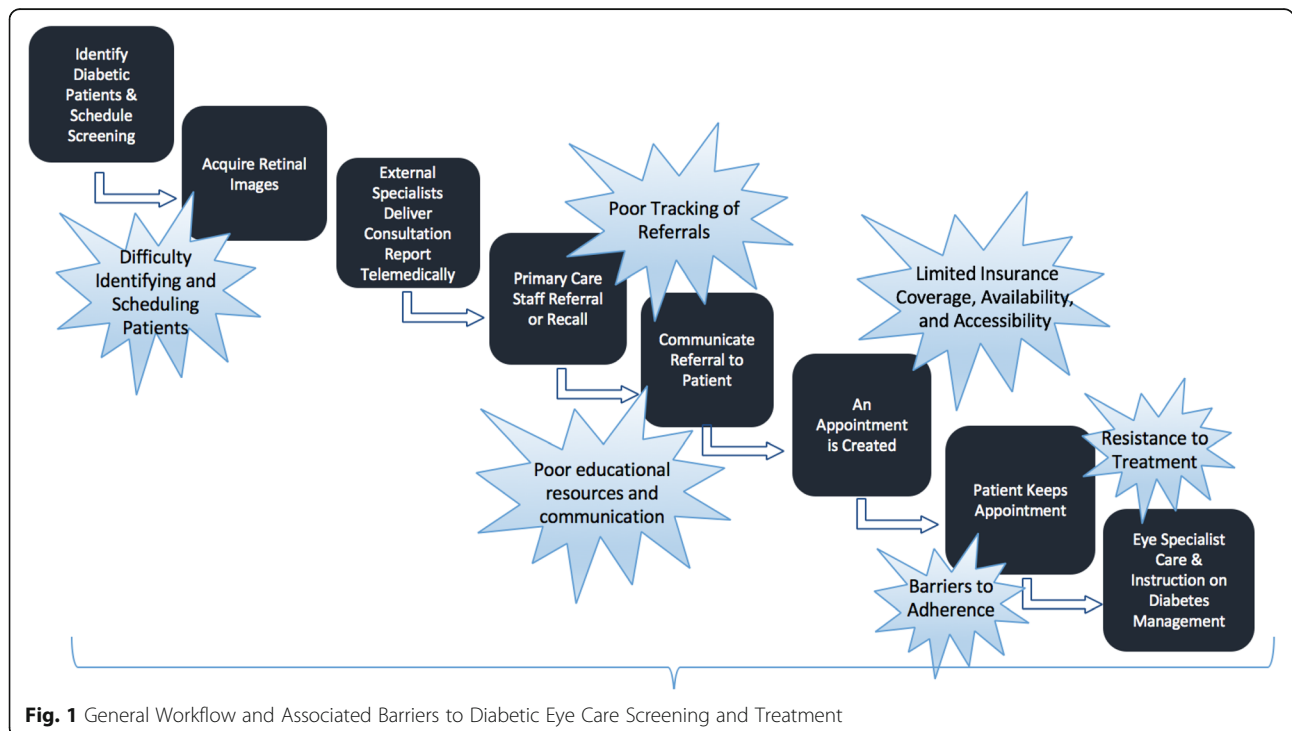 Identify
Diabetic
Patients &
Schedule
Screening
Acquire Retinal
Images
Difficulty
Identifying and
Scheduling
Patients
External
Specialists
Deliver
Consultation
Report
Telemedically
Primary Care
Staff Referral
or Recall
Poor Tracking of
Referrals
Communicate
Referral to
Patient
Poor educational
resources and
communication
An
Appointment
is Created
Limited Insurance
Coverage, Availability,
and Accessibility
Patient Keeps
Appointment
Barriers to
Adherence
Resistance to
Treatment
Eye Specialist
Care &
Instruction on
Diabetes
Management
Fig. 1 General Workflow and Associated Barriers to Diabetic Eye Care Screening and Treatment